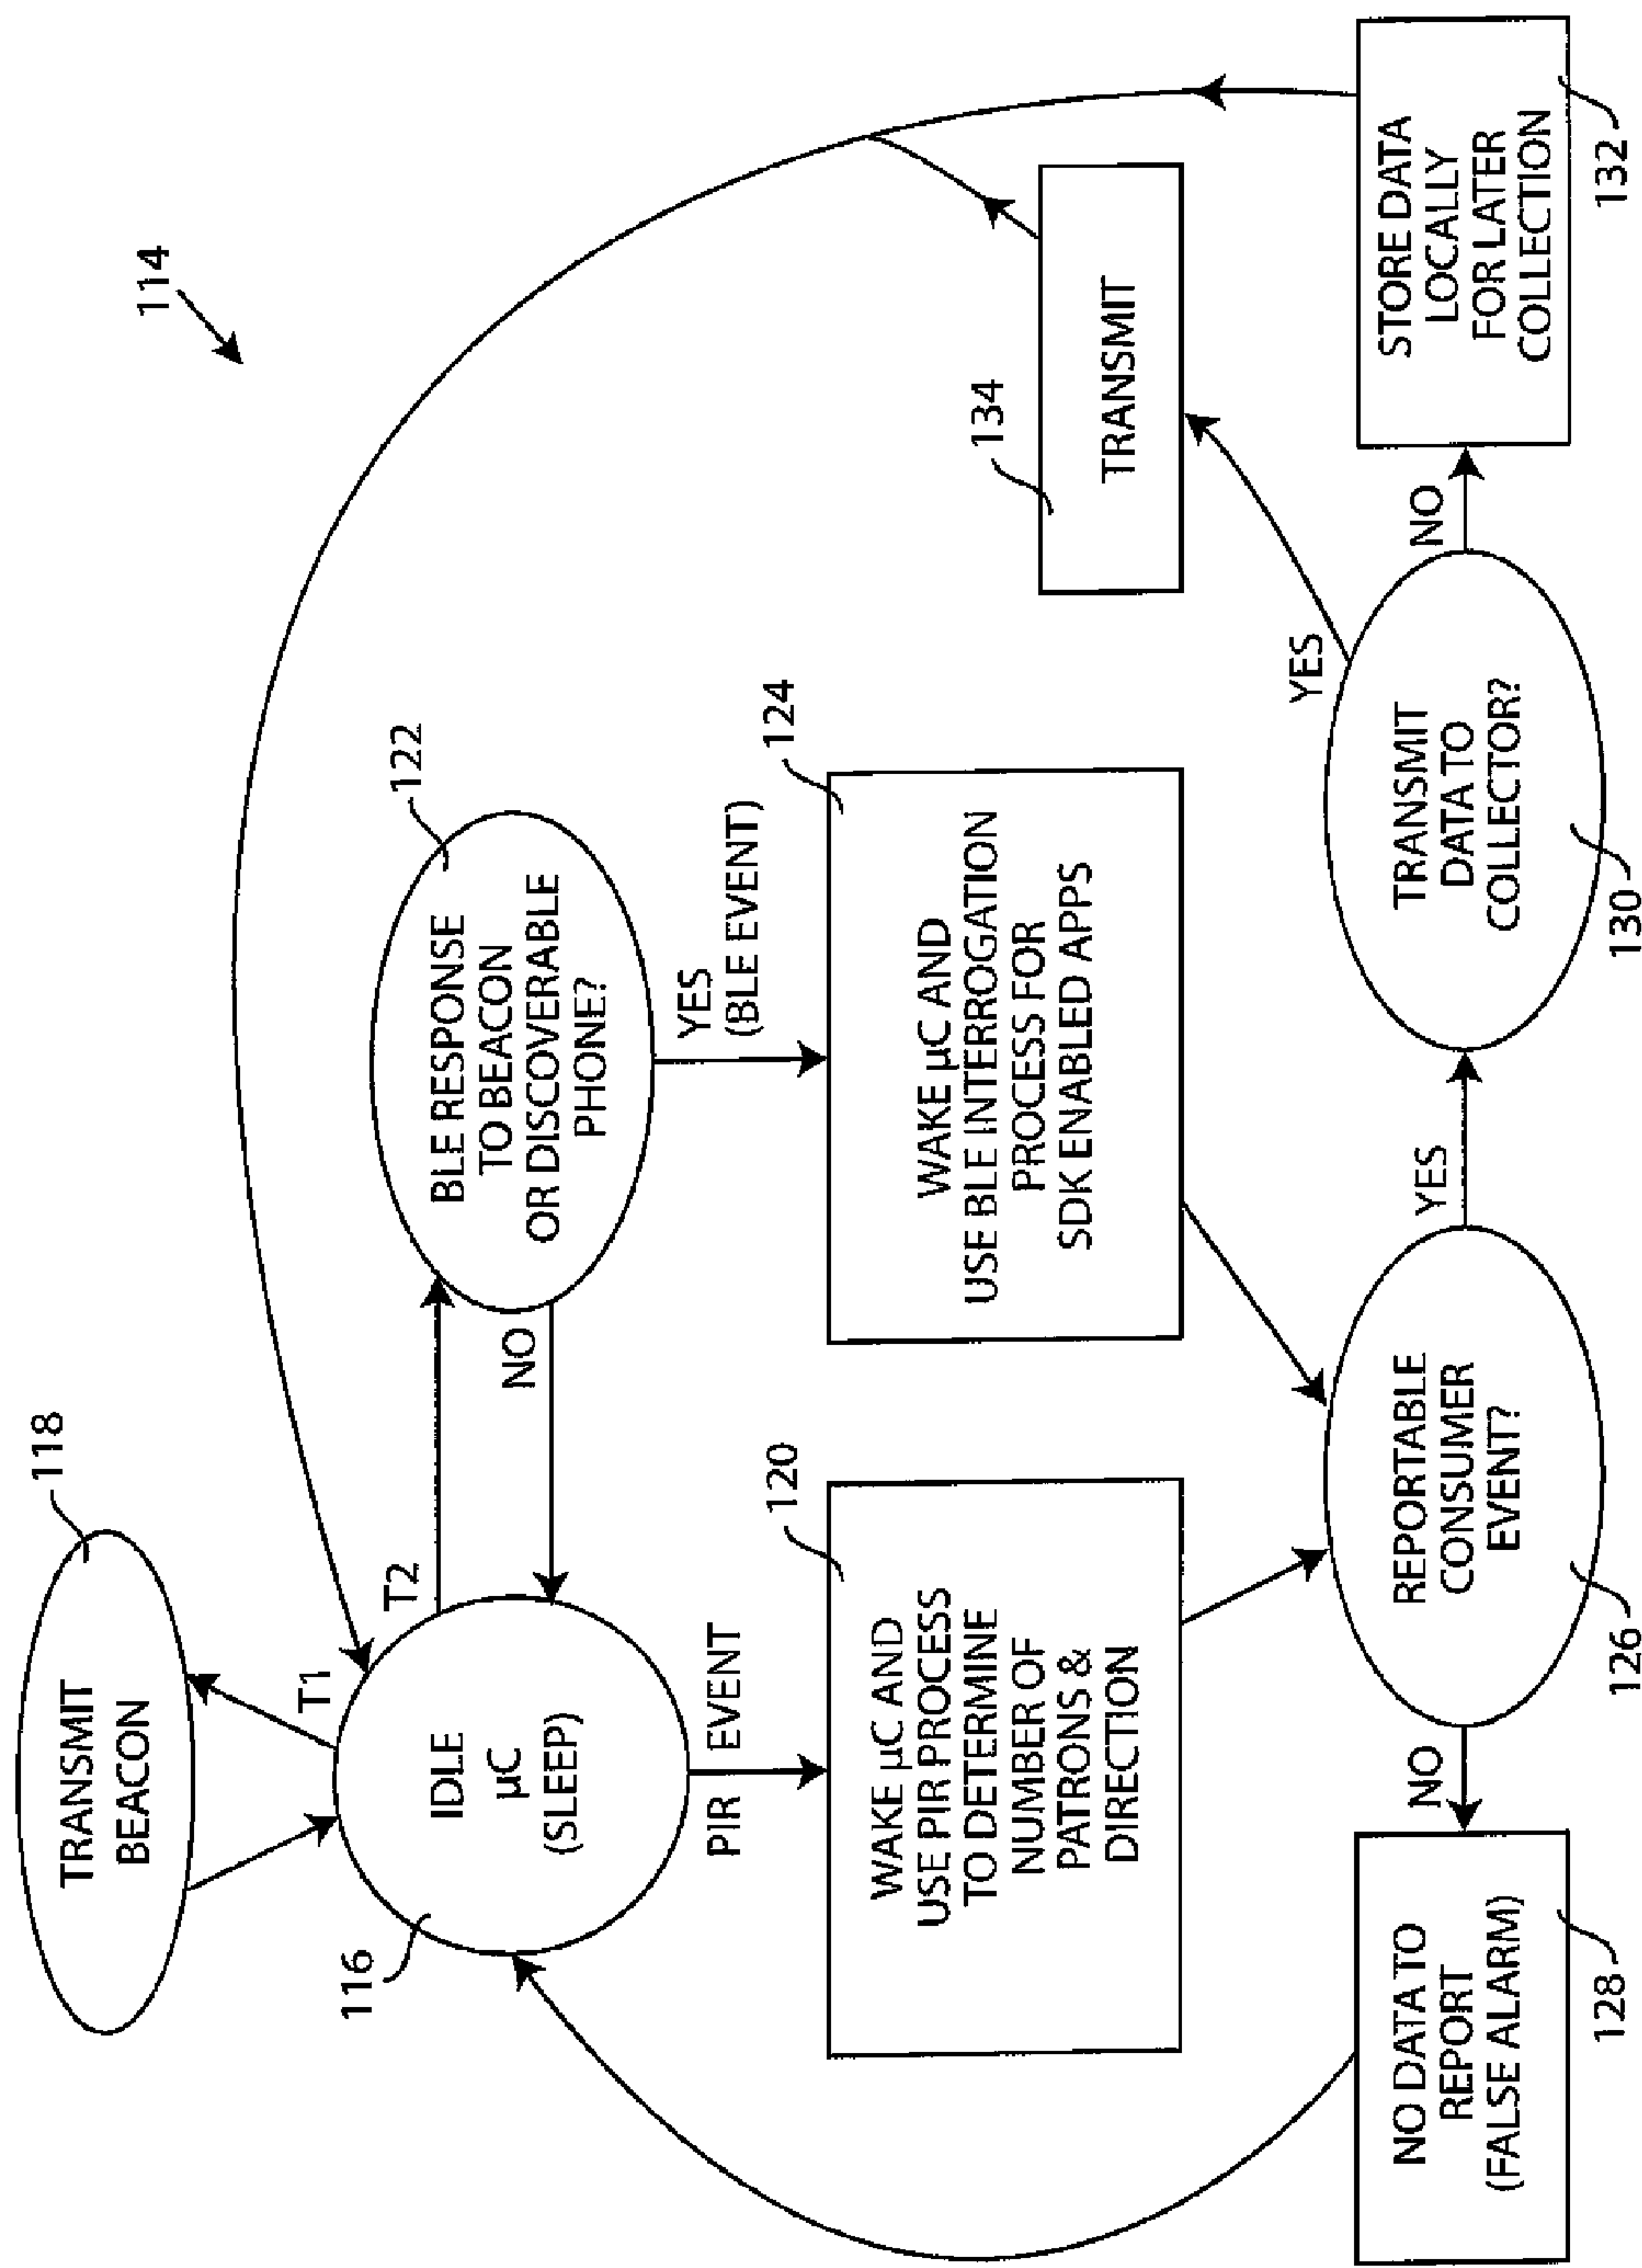 114
118
TRANSMIT
BEACON
T1
T2
IDLE
µC
(SLEEP)
116
122
BLE RESPONSE
TO BEACON
OR DISCOVERABLE
PHONE?
NO
YES
(BLE EVENT)
PIR EVENT
120
WAKE µC AND
USE PIR PROCESS
TO DETERMINE
NUMBER OF
PATRONS &
DIRECTION
124
WAKE µC AND
USE BLE INTERROGATION
PROCESS FOR
SDK ENABLED APPS
134
TRANSMIT
NO DATA TO
REPORT
(FALSE ALARM)
128
NO
REPORTABLE
CONSUMER
EVENT?
126
YES
TRANSMIT
DATA TO
COLLECTOR?
130
YES
NO
STORE DATA
LOCALLY
FOR LATER
COLLECTION
132